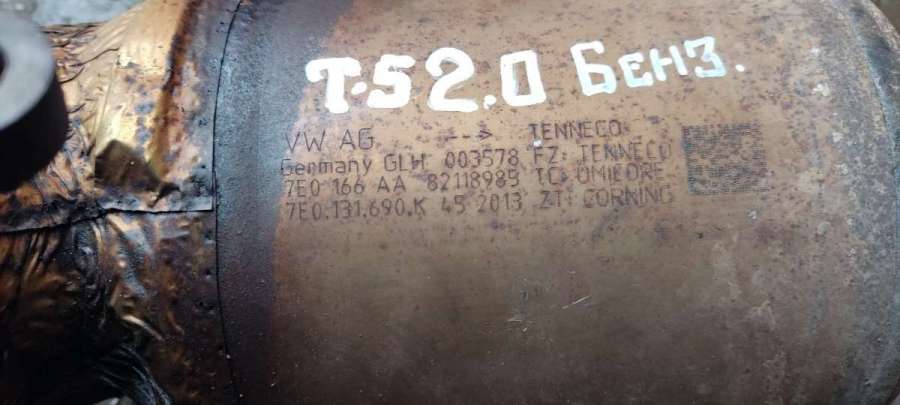 Т-5 2.0 Бенз.
VW AG ---> TENNECO
Germany GLH 003578 FZ: TENNECO
7E0 166 AA 82118985 TC: UMICORE
7E0.131.690.K 45 2013 ZT: CORNING